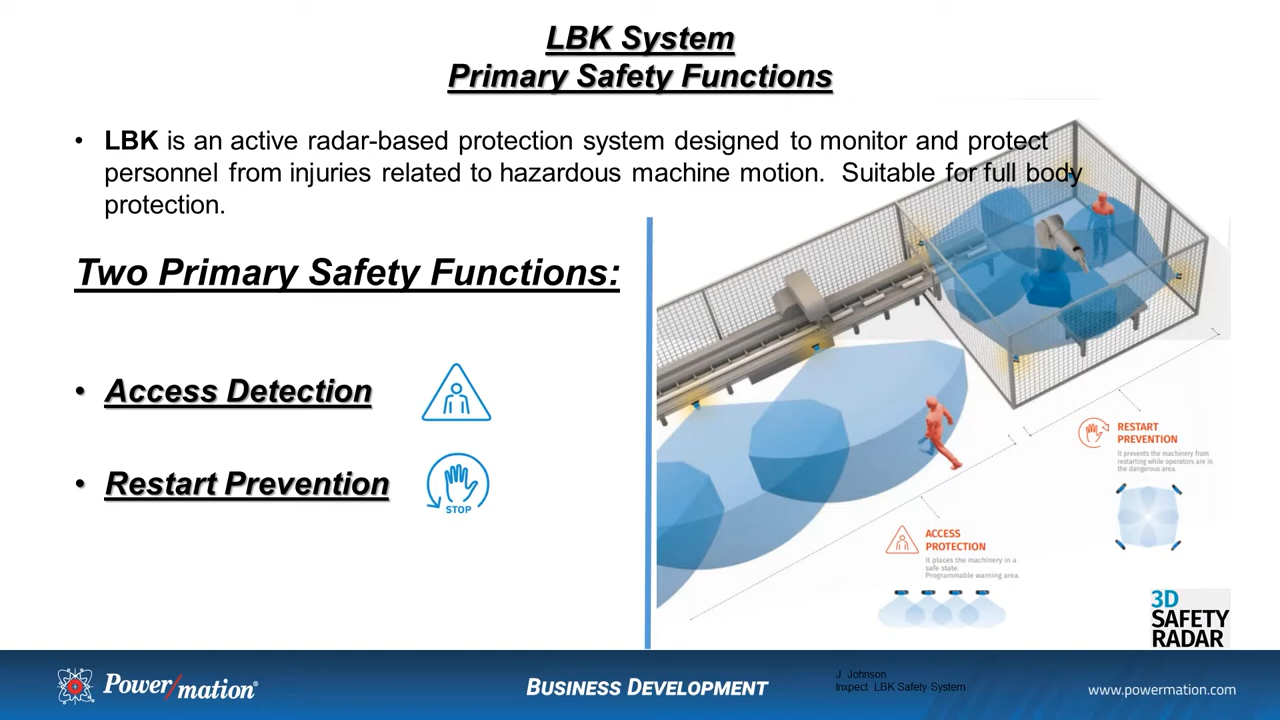 LBK System
Primary Safety Functions
• LBK is an active radar-based protection system designed to monitor and protect
personnel from injuries related to hazardous machine motion. Suitable for full body
protection.
Two Primary Safety Functions:
• Access Detection
• Restart Prevention
STOP
RESTART
PREVENTION
It prevents the machinery from
restarting while operators are in
the dangerous area.
ACCESS
PROTECTION
It places the machinery in a
safe state.
Programmable warning area.
3D
SAFETY
RADAR
Power/mation®
BUSINESS DEVELOPMENT
J. Johnson
Inxpect LBK Safety System
www.powermation.com